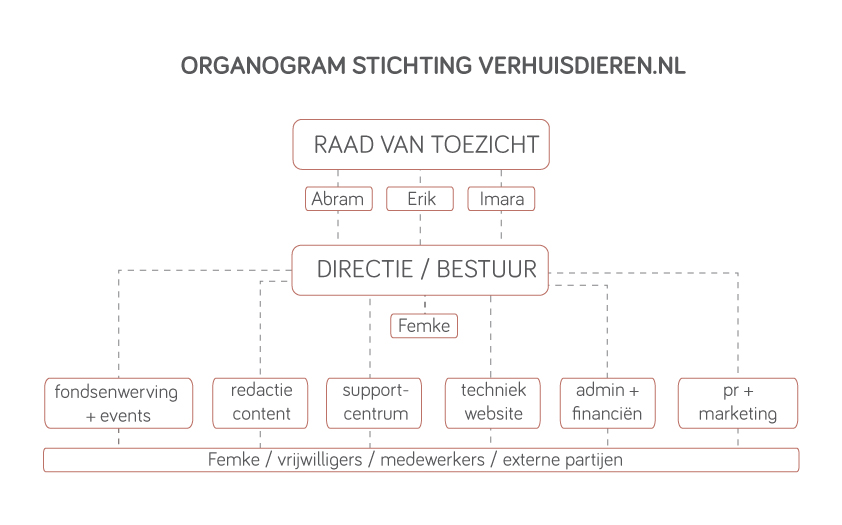 ORGANOGRAM STICHTING VERHUISDIEREN.NL
RAAD VAN TOEZICHT
Abram
Erik
Imara
DIRECTIE / BESTUUR
Femke
fondsenwerving
+ events
redactie
content
support-
centrum
techniek
website
admin +
financiën
pr +
marketing
Femke / vrijwilligers / medewerkers / externe partijen